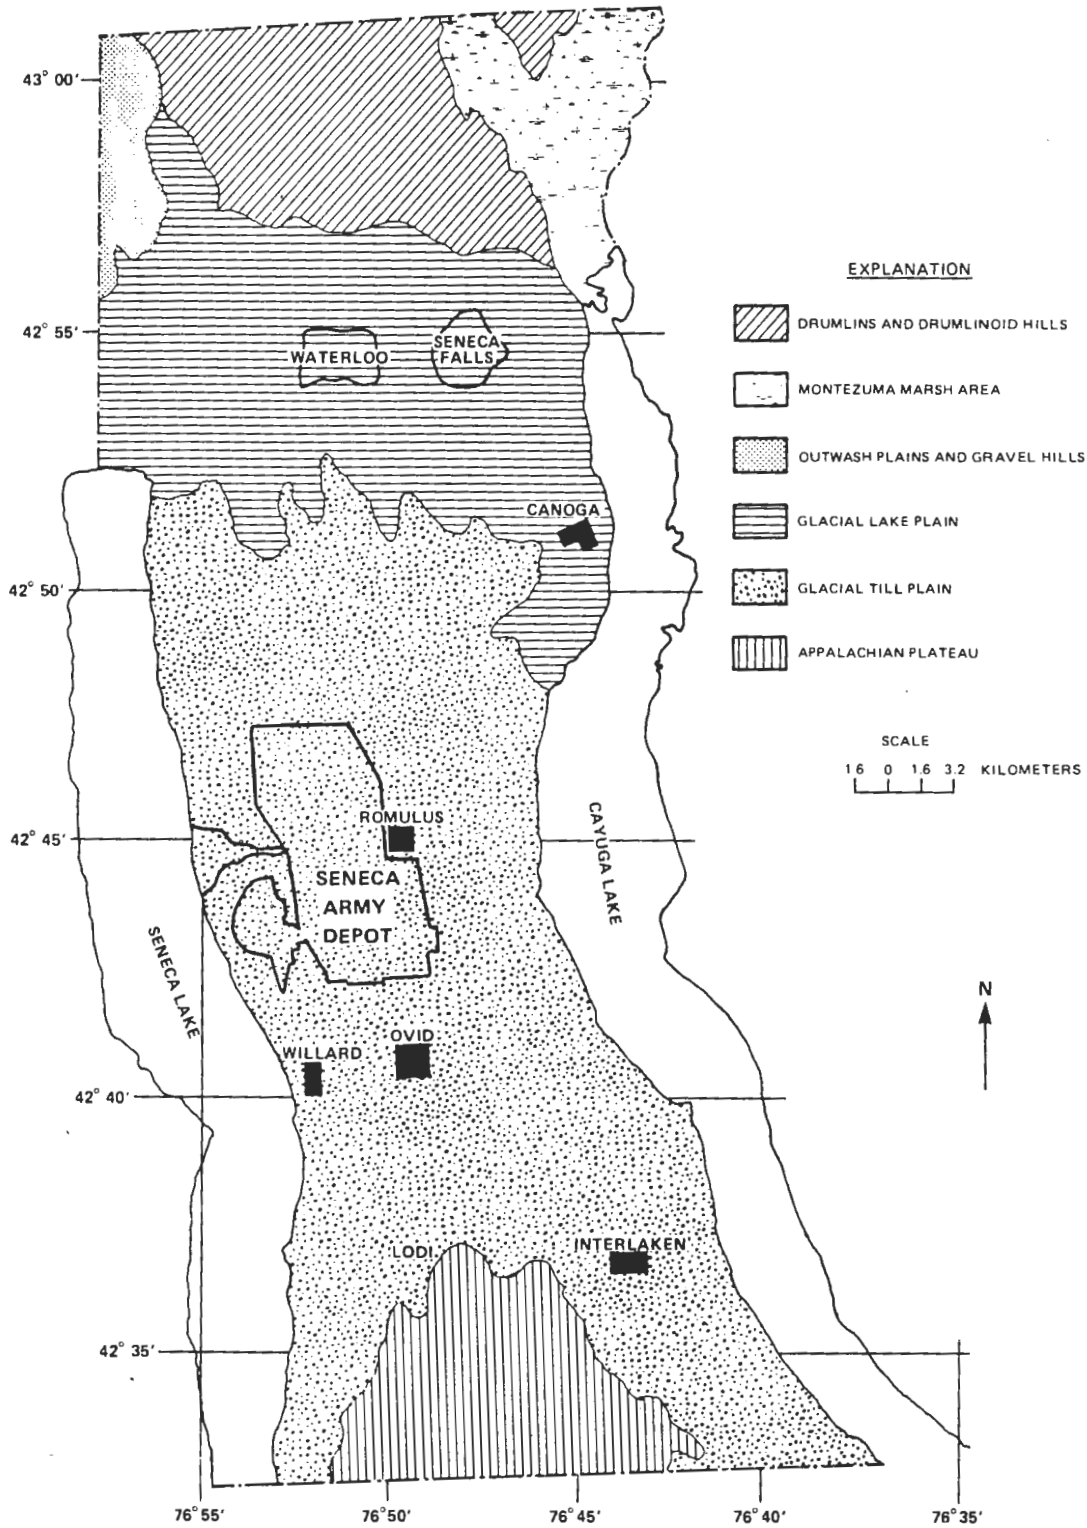 43° 00'
EXPLANATION
DRUMLINS AND DRUMLINOID HILLS
42° 55'
WATERLOO
SENECA
FALLS
MONTEZUMA MARSH AREA
OUTWASH PLAINS AND GRAVEL HILLS
CANOGA
GLACIAL LAKE PLAIN
42° 50'
GLACIAL TILL PLAIN
APPALACHIAN PLATEAU
SCALE
1 6 0 1.6 3.2 KILOMETERS
42° 45'
ROMULUS
CAYUGA LAKE
SENECA
ARMY
DEPOT
SENECA LAKE
N
OVID
WILLARD
42° 40'
LODI
INTERLAKEN
42° 35'
76°55' 76°50' 76°45' 76°40' 76°35'